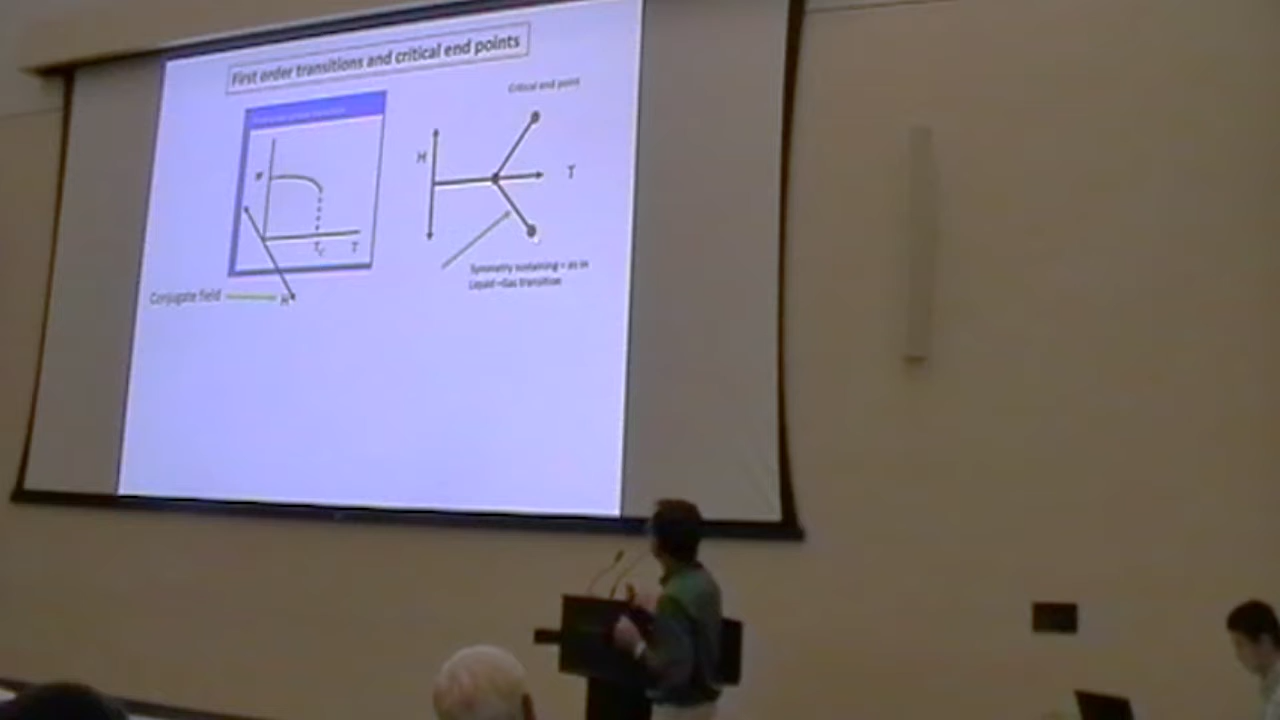 First order transitions and critical end points
Critical end point
H
T
T
C
T
Symmetry sustaining – as in
Liquid –Gas transition
Conjugate field
H